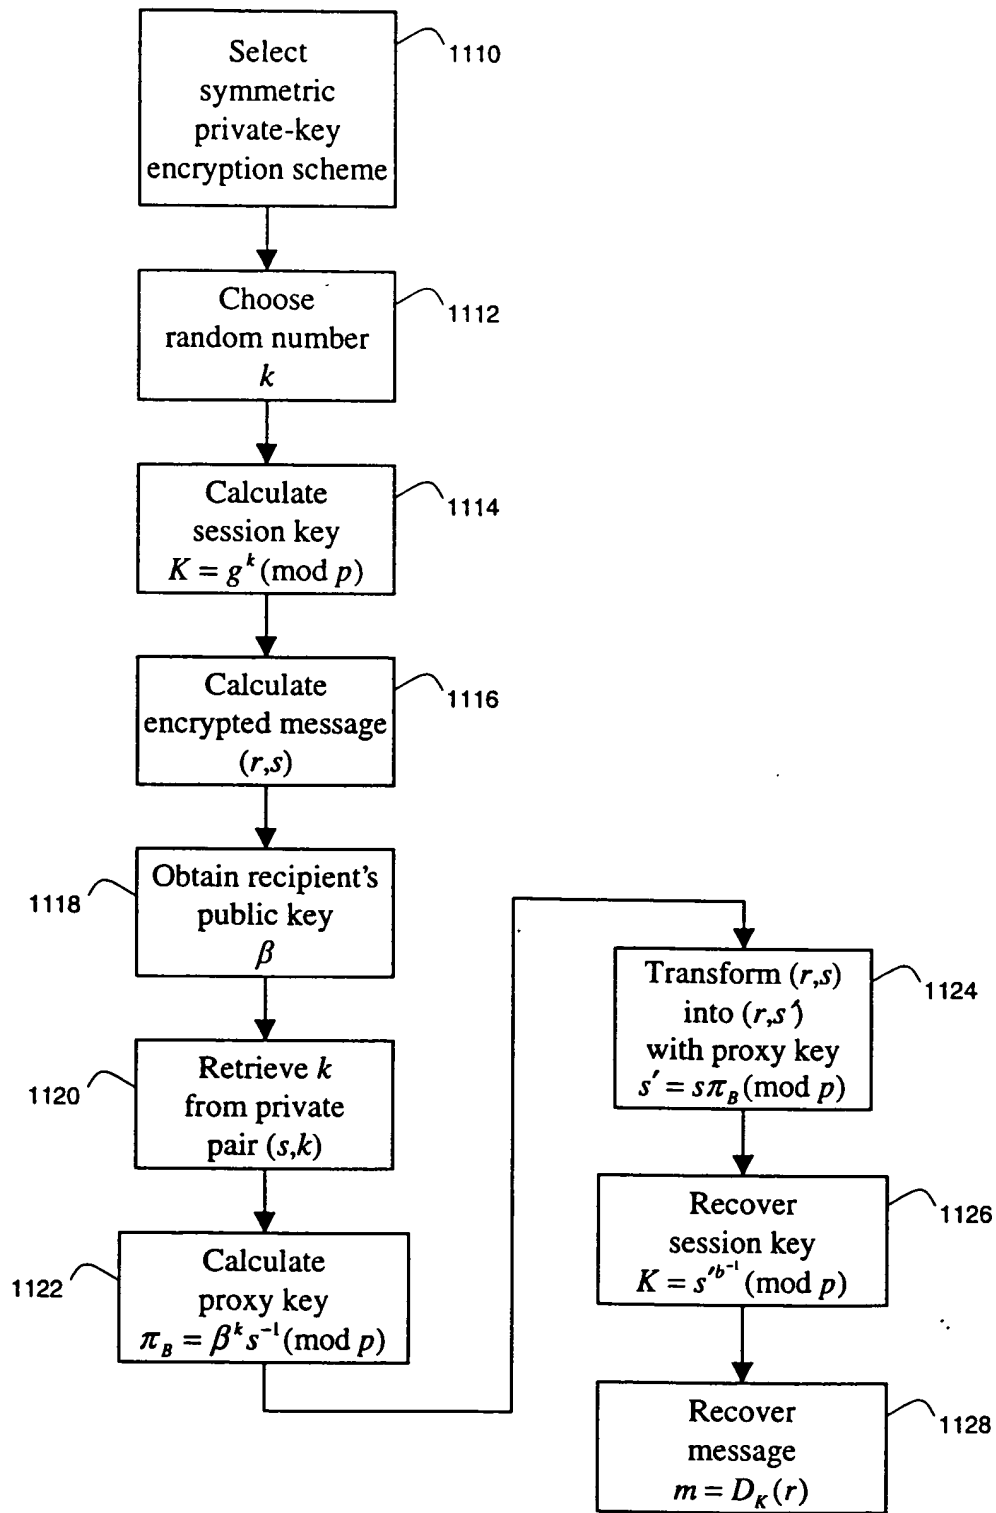 Select
symmetric
private-key
encryption scheme
1110
Choose
random number
k
1112
Calculate
session key
K = g^k (mod p)
1114
Calculate
encrypted message
(r,s)
1116
Obtain recipient's
public key
β
1118
Retrieve k
from private
pair (s,k)
1120
Calculate
proxy key
π_B = β^k s^{-1} (mod p)
1122
Transform (r,s)
into (r,s')
with proxy key
s' = sπ_B (mod p)
1124
Recover
session key
K = s'^{b^{-1}} (mod p)
1126
Recover
message
m = D_K(r)
1128